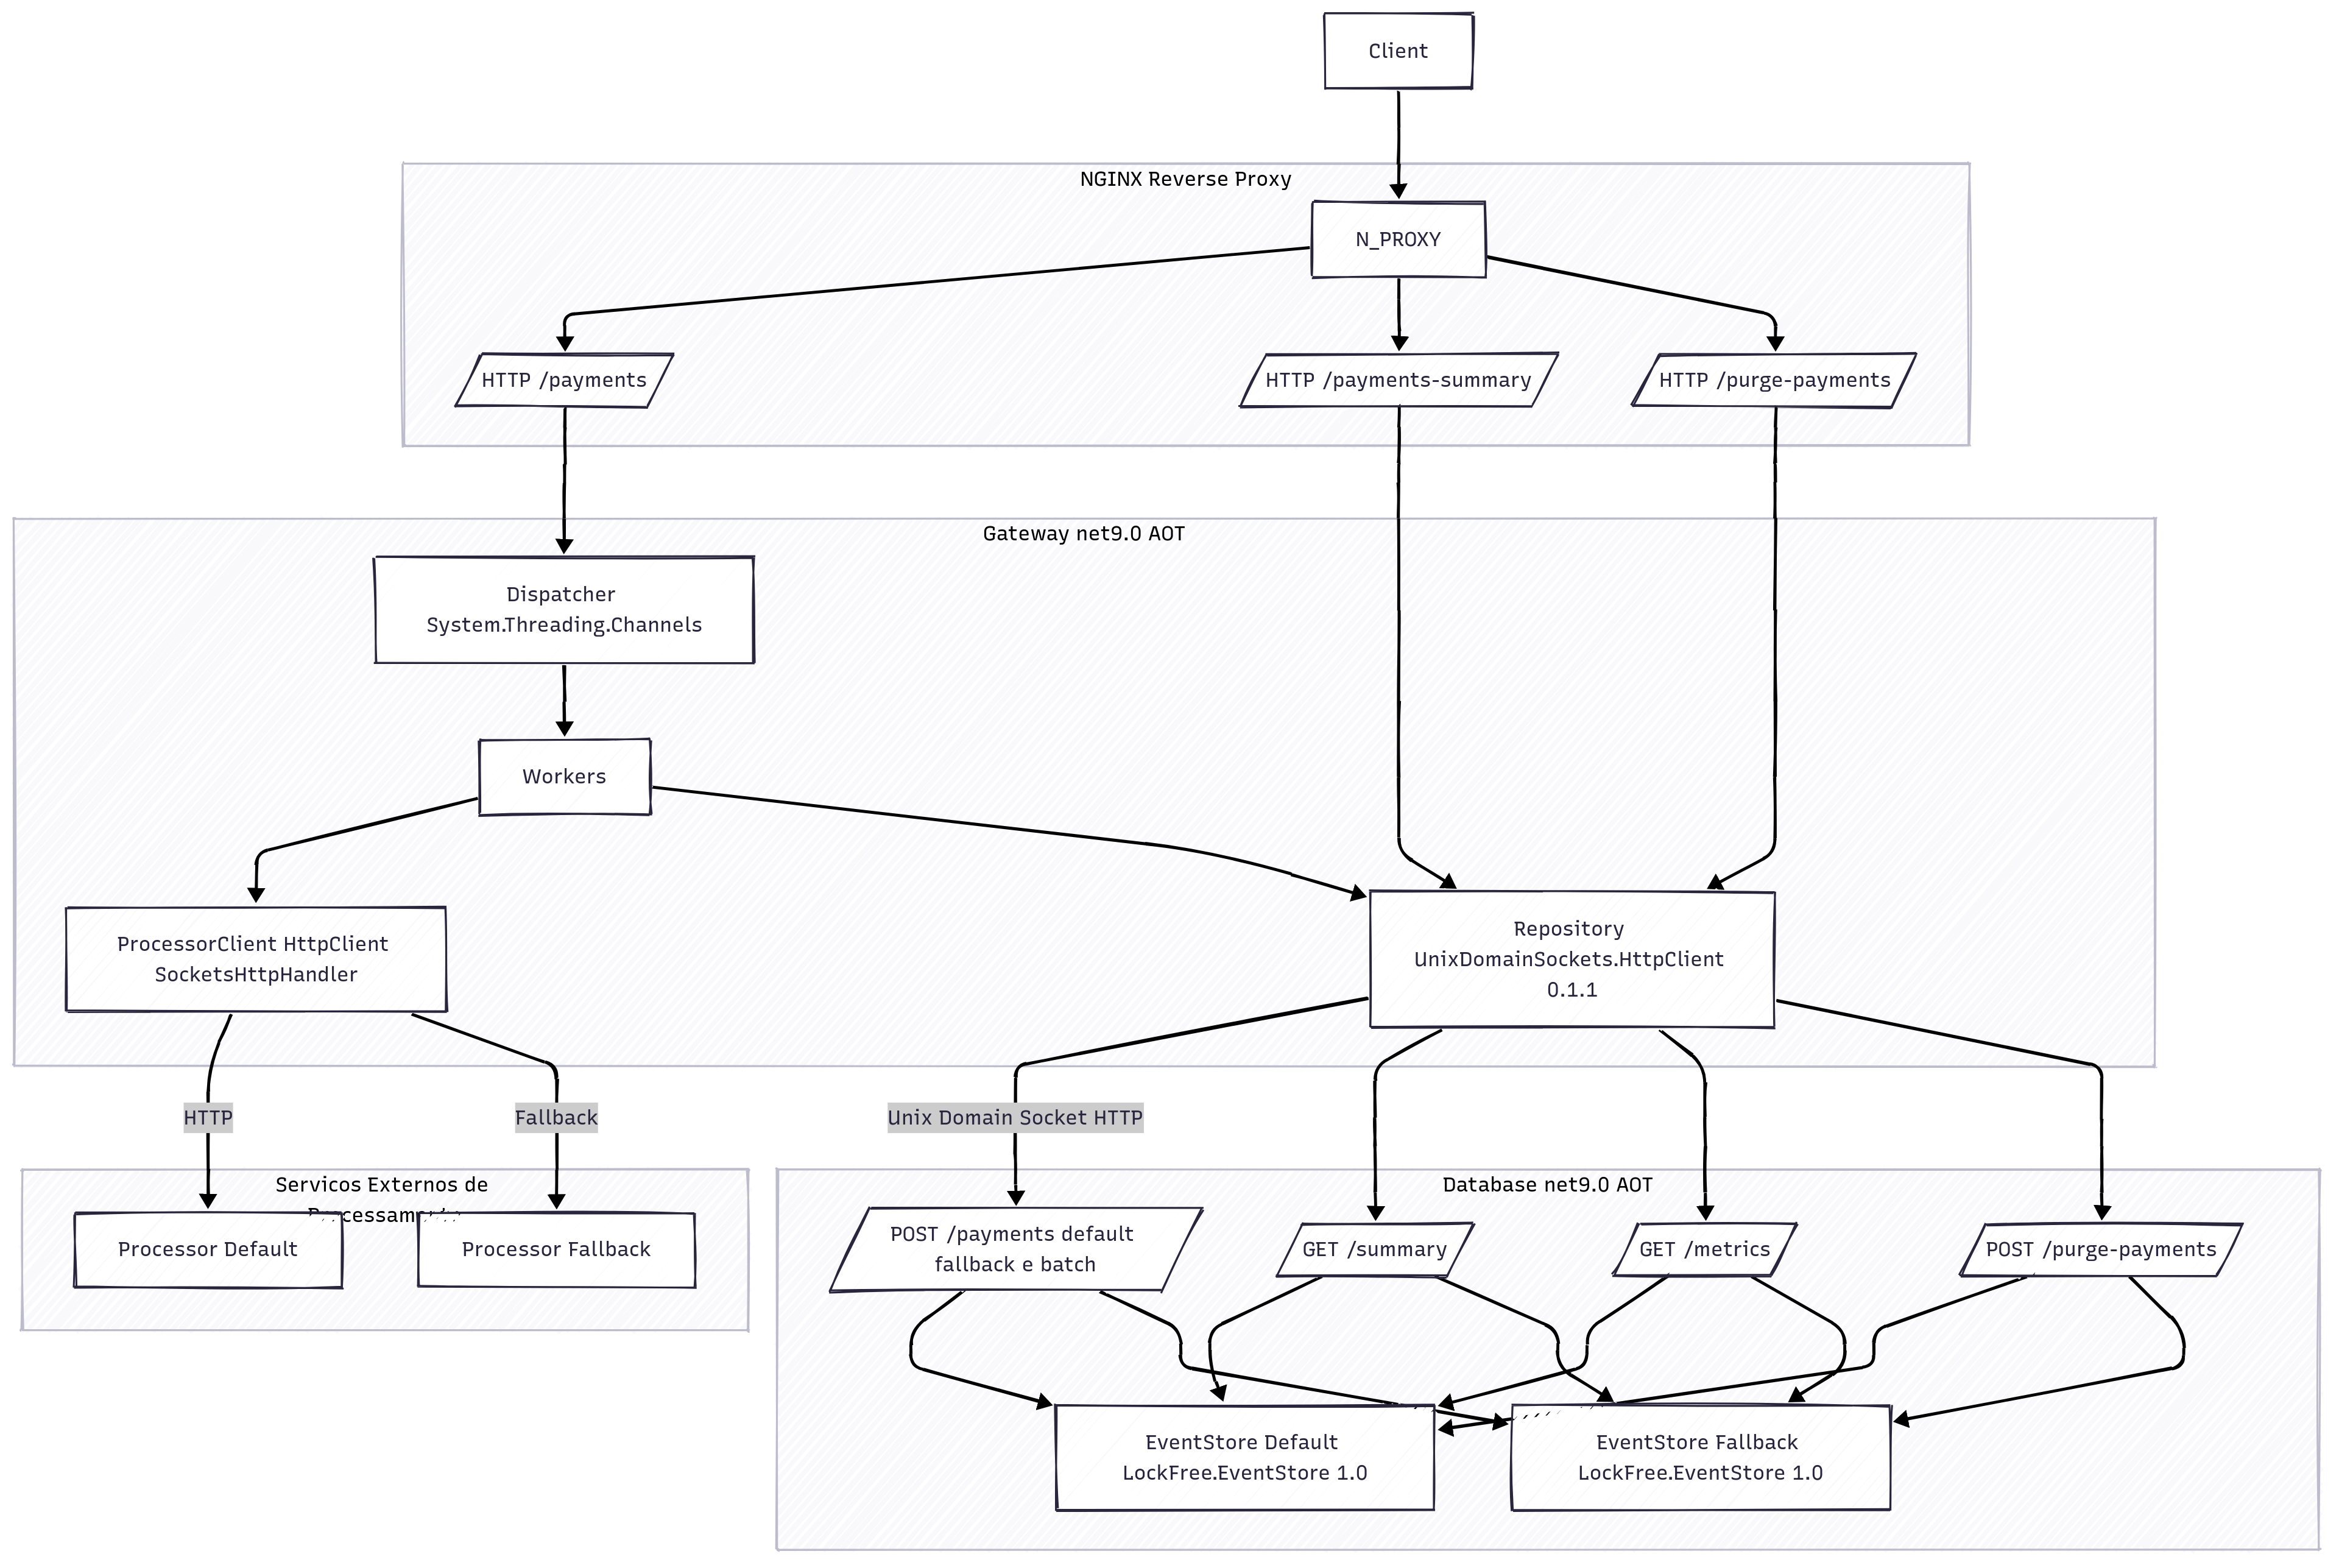 Client
NGINX Reverse Proxy
N_PROXY
HTTP /payments
HTTP /payments-summary
HTTP /purge-payments
Gateway net9.0 AOT
Dispatcher
System.Threading.Channels
Workers
ProcessorClient HttpClient
SocketsHttpHandler
Repository
UnixDomainSockets.HttpClient
0.1.1
HTTP
Fallback
Unix Domain Socket HTTP
Servicos Externos de
Processor Default
Processor Fallback
Database net9.0 AOT
POST /payments default
fallback e batch
GET /summary
GET /metrics
POST /purge-payments
EventStore Default
LockFree.EventStore 1.0
EventStore Fallback
LockFree.EventStore 1.0